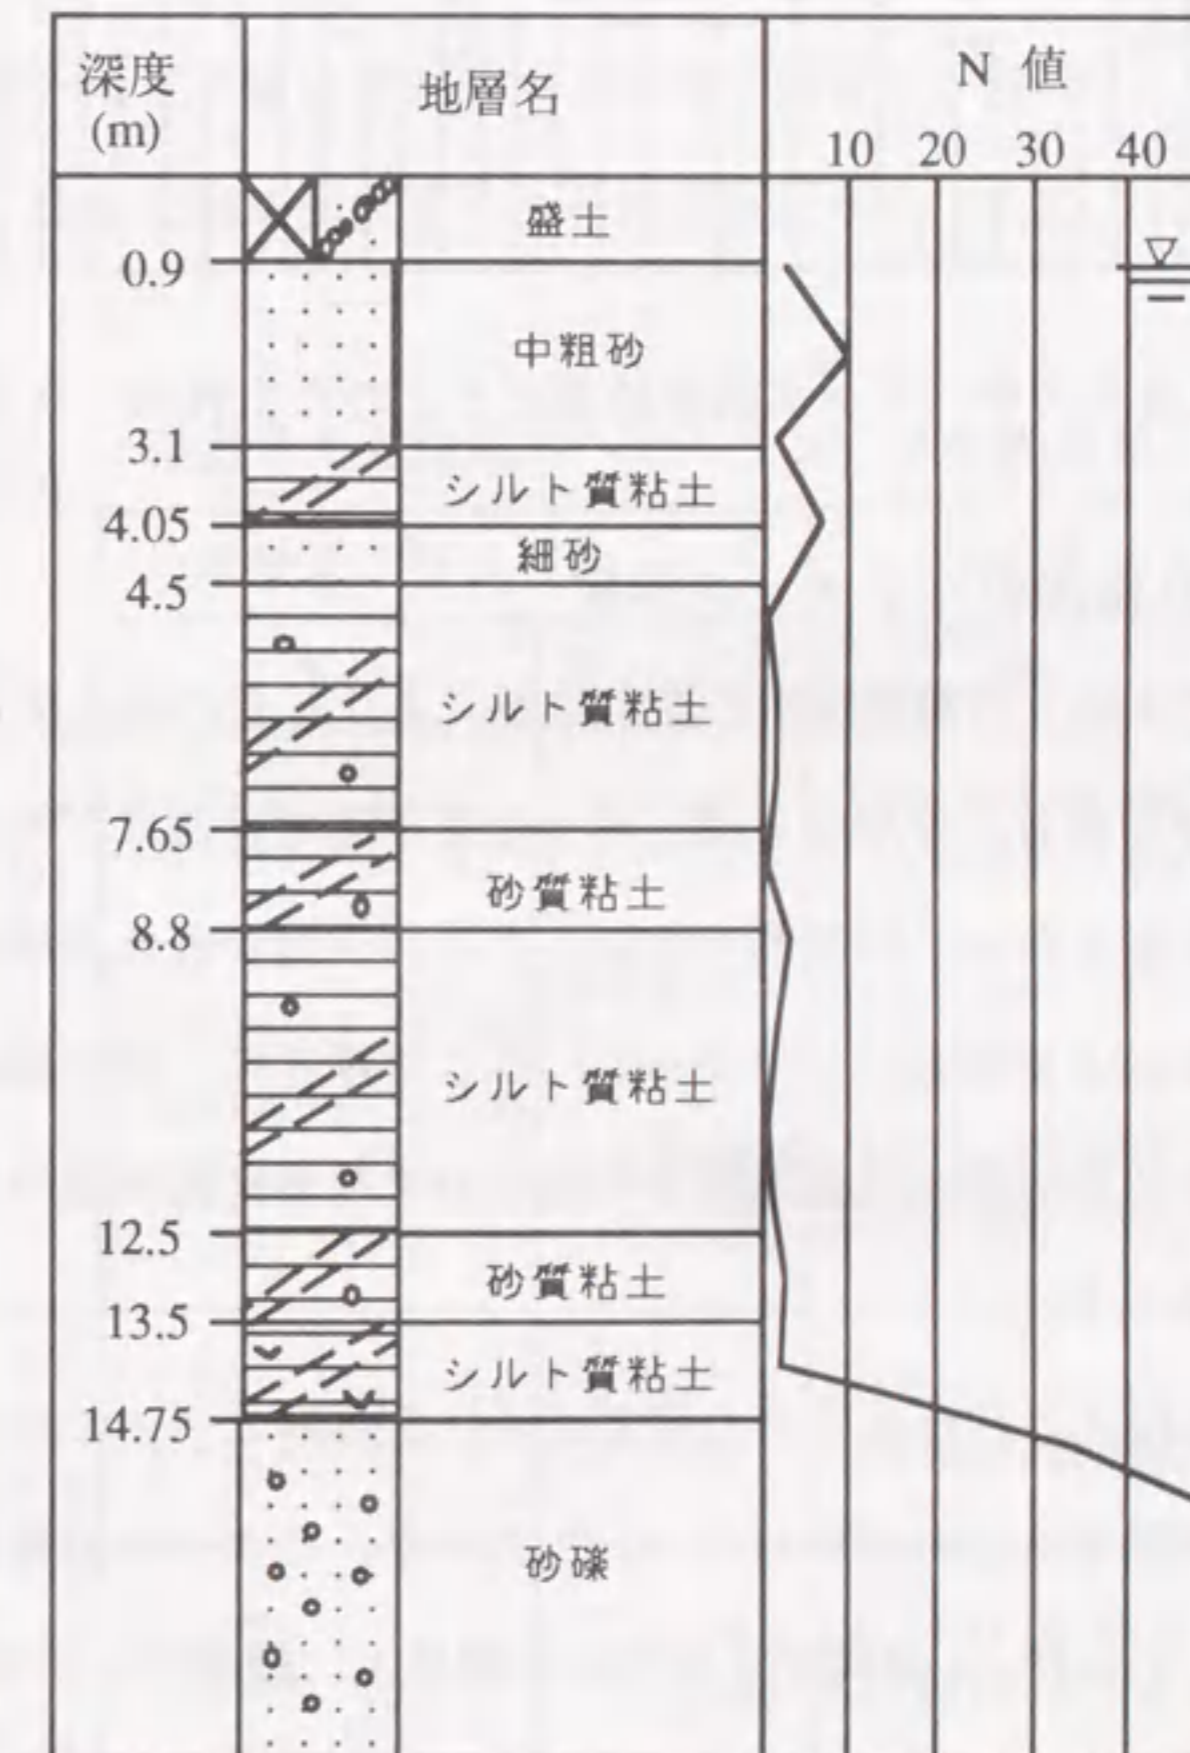 深度
(m)
地層名
N 値
10 20 30 40
盛土
0.9
中粗砂
3.1
シルト質粘土
4.05
細砂
4.5
シルト質粘土
7.65
砂質粘土
8.8
シルト質粘土
12.5
砂質粘土
13.5
シルト質粘土
14.75
砂礫